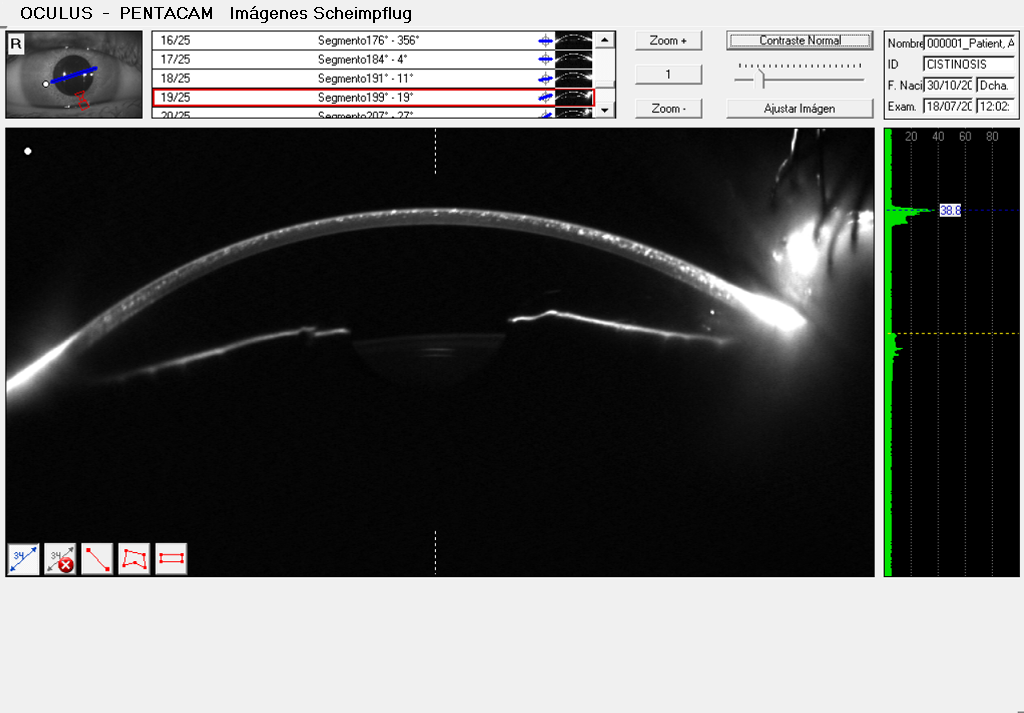 OCULUS - PENTACAM Imágenes Scheimpflug
R
16/25 Segmento176° - 356°
17/25 Segmento184° - 4°
18/25 Segmento191° - 11°
19/25 Segmento199° - 19°
20/25 Segmento207° - 27°
Zoom +
1
Zoom -
Contraste Normal
Ajustar Imágen
Nombre 000001_Patient, A
ID CISTINOSIS
F. Naci 30/10/20 Dcha.
Exam. 18/07/20 12:02:
20 40 60 80
38.8
34 34